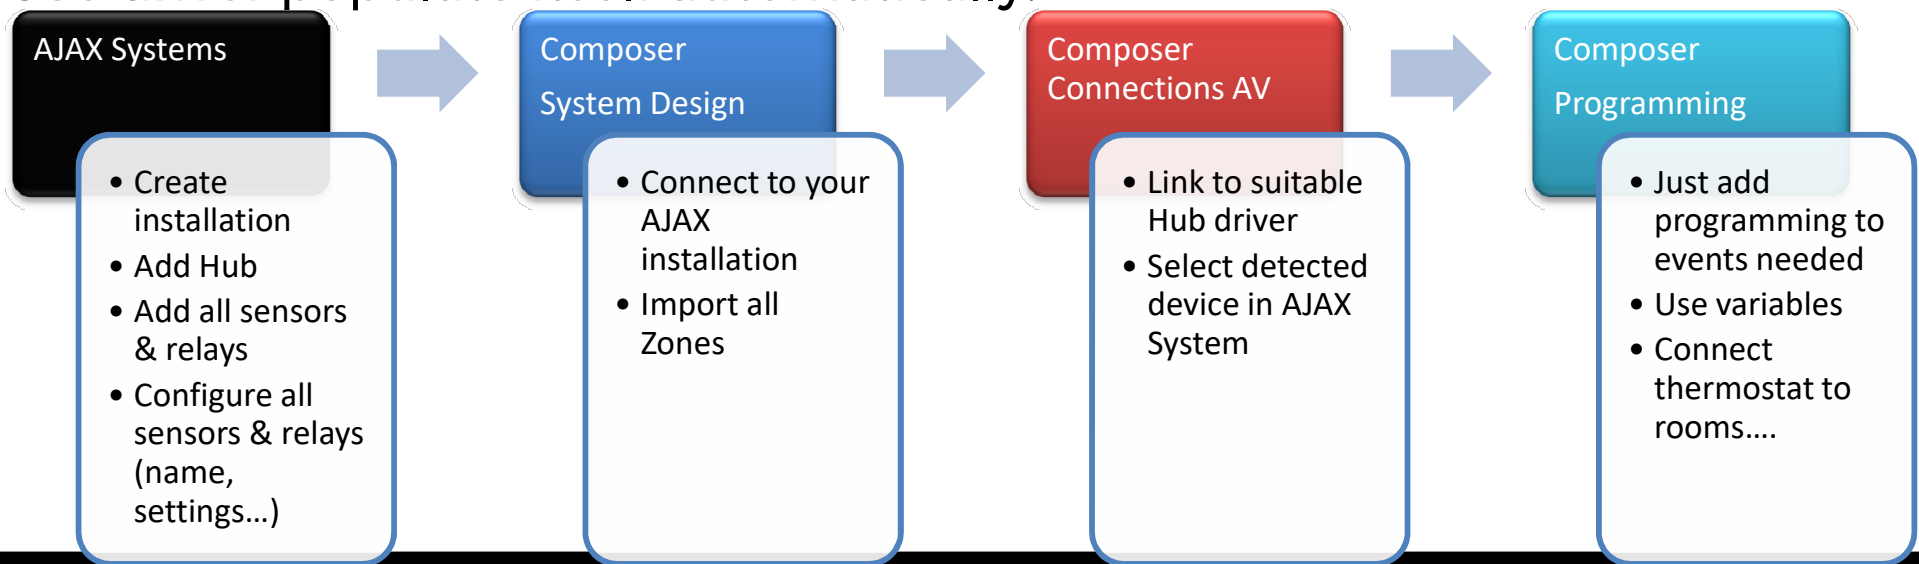 AJAX Systems
• Create
installation
• Add Hub
• Add all sensors
& relays
• Configure all
sensors & relays
(name,
settings...)
Composer
System Design
• Connect to your
AJAX
installation
• Import all
Zones
Composer
Connections AV
• Link to suitable
Hub driver
• Select detected
device in AJAX
System
Composer
Programming
• Just add
programming to
events needed
• Use variables
• Connect
thermostat to
rooms....